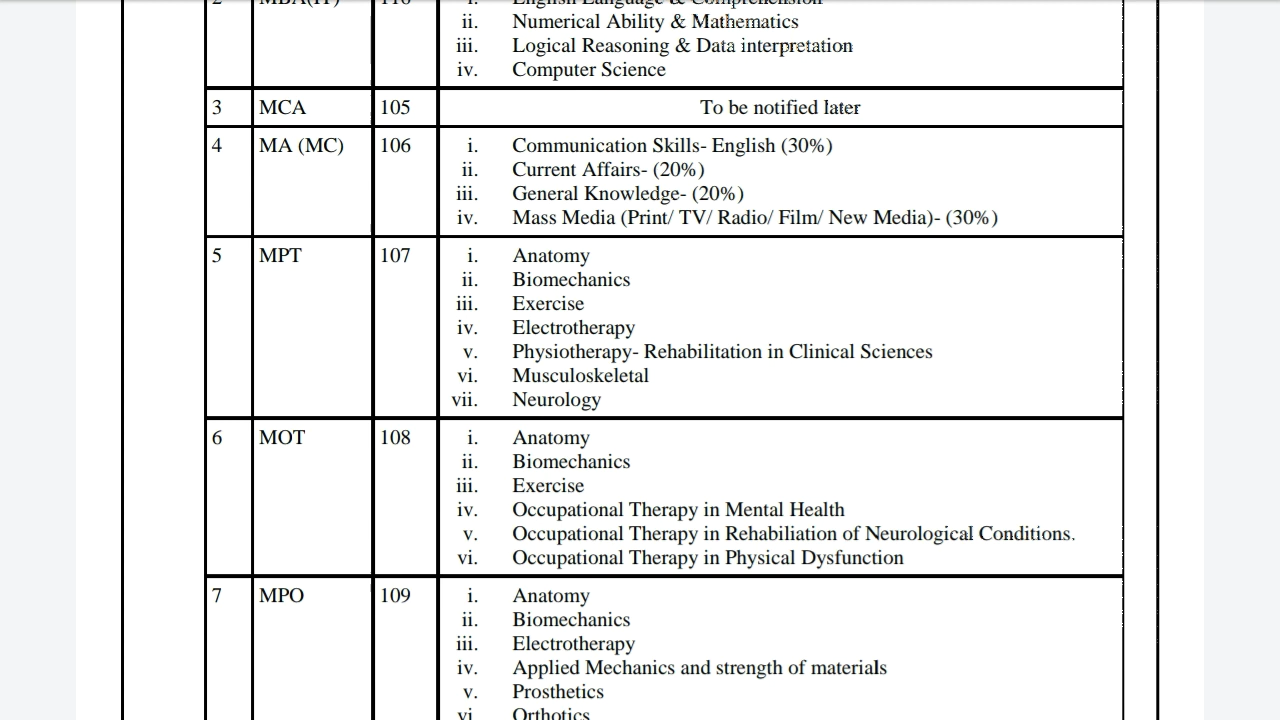 ii. Numerical Ability & Mathematics
iii. Logical Reasoning & Data interpretation
iv. Computer Science
3 MCA 105 To be notified later
4 MA (MC) 106 i. Communication Skills- English (30%)
ii. Current Affairs- (20%)
iii. General Knowledge- (20%)
iv. Mass Media (Print/ TV/ Radio/ Film/ New Media)- (30%)
5 MPT 107 i. Anatomy
ii. Biomechanics
iii. Exercise
iv. Electrotherapy
v. Physiotherapy- Rehabilitation in Clinical Sciences
vi. Musculoskeletal
vii. Neurology
6 MOT 108 i. Anatomy
ii. Biomechanics
iii. Exercise
iv. Occupational Therapy in Mental Health
v. Occupational Therapy in Rehabiliation of Neurological Conditions.
vi. Occupational Therapy in Physical Dysfunction
7 MPO 109 i. Anatomy
ii. Biomechanics
iii. Electrotherapy
iv. Applied Mechanics and strength of materials
v. Prosthetics
vi. Orthotics